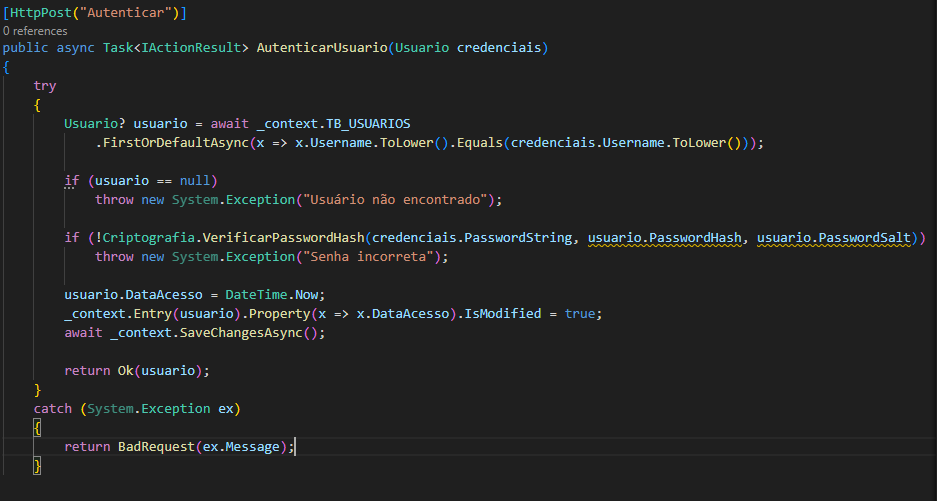 [HttpPost("Autenticar")]
0 references
public async Task<IActionResult> AutenticarUsuario(Usuario credenciais)
{
    try
    {
        Usuario? usuario = await _context.TB_USUARIOS
            .FirstOrDefaultAsync(x => x.Username.ToLower().Equals(credenciais.Username.ToLower()));

        if (usuario == null)
            throw new System.Exception("Usuário não encontrado");

        if (!Criptografia.VerificarPasswordHash(credenciais.PasswordString, usuario.PasswordHash, usuario.PasswordSalt))
            throw new System.Exception("Senha incorreta");

        usuario.DataAcesso = DateTime.Now;
        _context.Entry(usuario).Property(x => x.DataAcesso).IsModified = true;
        await _context.SaveChangesAsync();

        return Ok(usuario);
    }
    catch (System.Exception ex)
    {
        return BadRequest(ex.Message);
    }